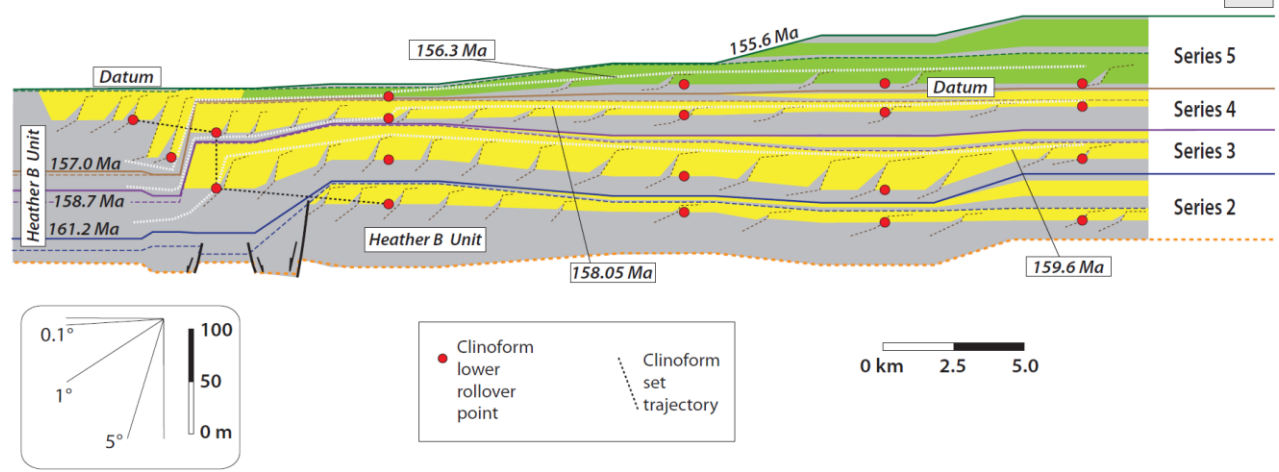 156.3 Ma
155.6 Ma
Series 5
Datum
Datum
Series 4
Series 3
Heather B Unit
157.0 Ma
158.7 Ma
161.2 Ma
Series 2
Heather B Unit
158.05 Ma
159.6 Ma
0.1°
1°
5°
100
50
0 m
Clinoform
lower
rollover
point
Clinoform
set
trajectory
0 km 2.5 5.0